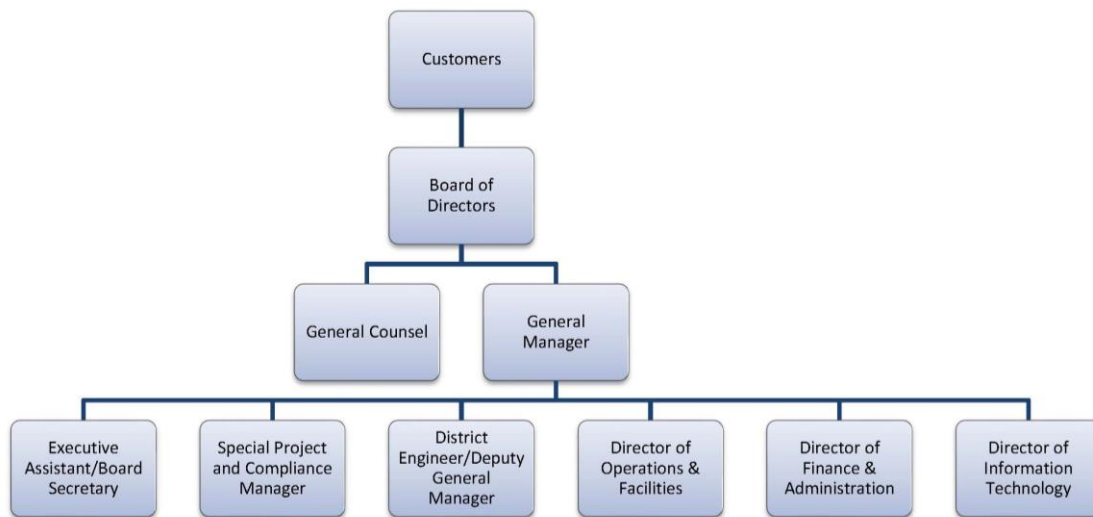 Customers
Board of
Directors
General Counsel
General
Manager
Executive
Assistant/Board
Secretary
Special Project
and Compliance
Manager
District
Engineer/Deputy
General
Manager
Director of
Operations &
Facilities
Director of
Finance &
Administration
Director of
Information
Technology